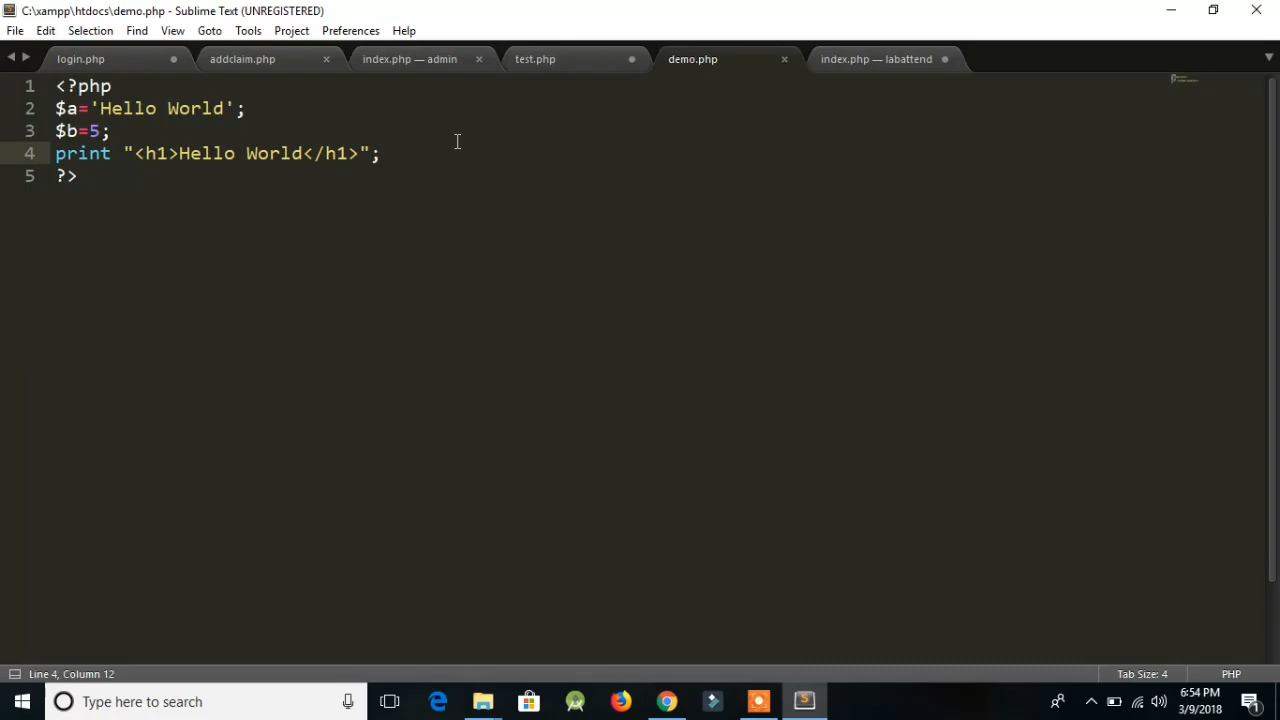 C:\xampp\htdocs\demo.php - Sublime Text (UNREGISTERED)
File Edit Selection Find View Goto Tools Project Preferences Help
login.php addclaim.php index.php — admin test.php demo.php index.php — labattend
1 <?php
2 $a='Hello World';
3 $b=5;
4 print "<h1>Hello World</h1>";
5 ?>
Line 4, Column 12 Tab Size: 4 PHP
Type here to search
6:54 PM
3/9/2018
1